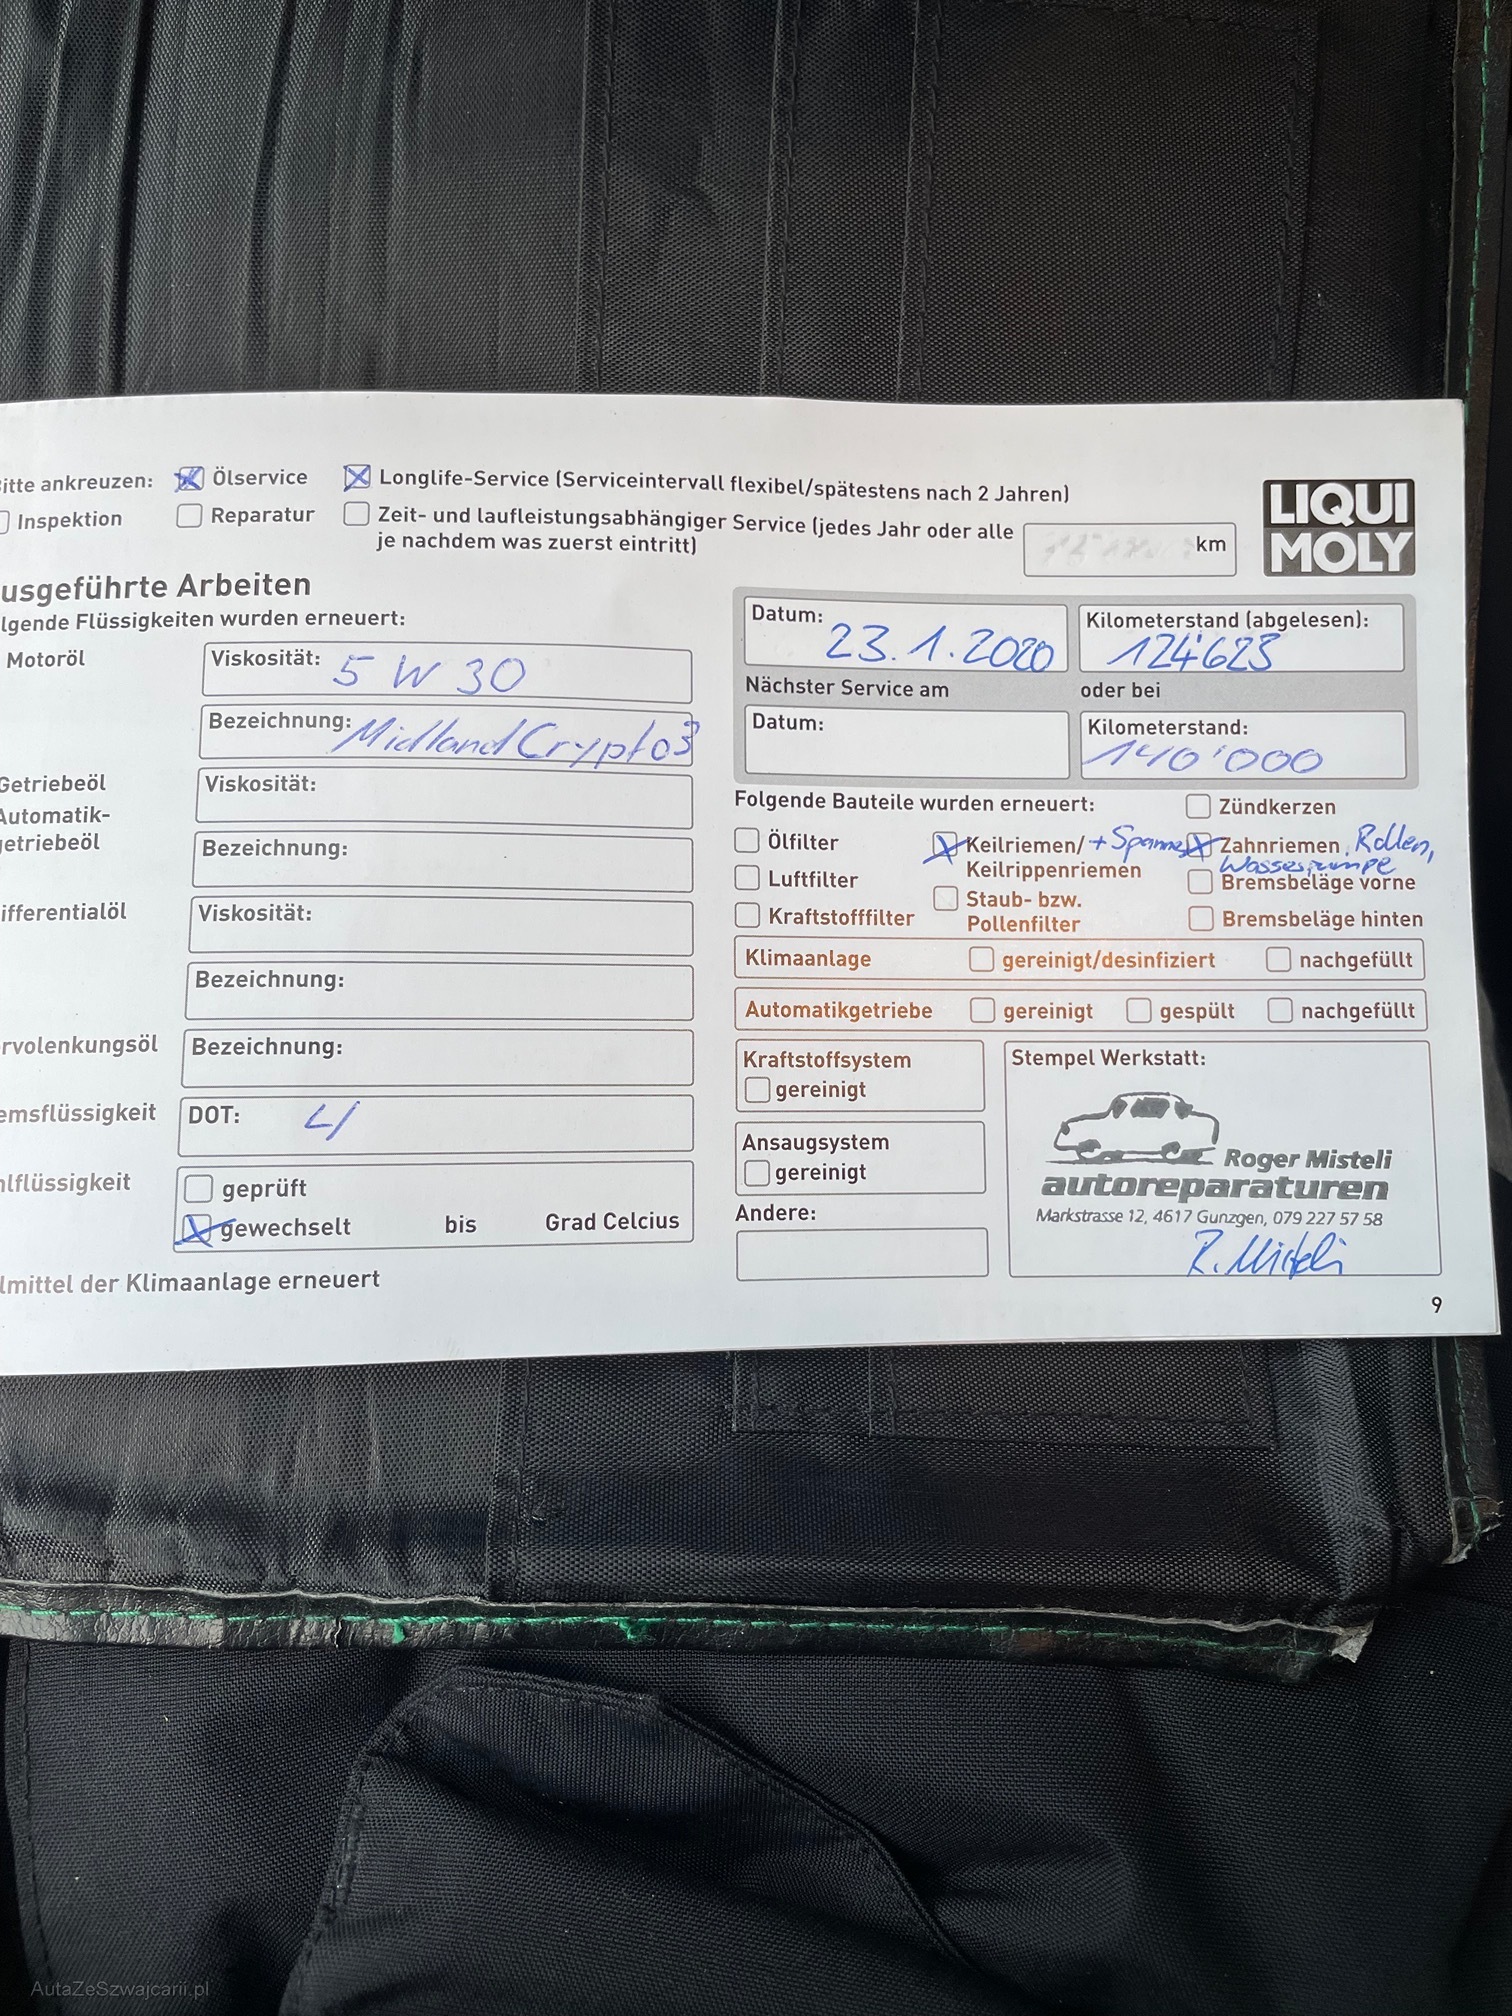 itte ankreuzen: Ölservice Longlife-Service (Serviceintervall flexibel/spätestens nach 2 Jahren)
Inspektion Reparatur Zeit- und laufleistungsabhängiger Service (jedes Jahr oder alle km
je nachdem was zuerst eintritt)
LIQUI
MOLY
usgeführte Arbeiten
lgende Flüssigkeiten wurden erneuert:
Motoröl
Viskosität: 5 W 30
Bezeichnung: Midland Crypto 3
Getriebeöl
Viskosität:
Automatik-
getriebeöl
Bezeichnung:
ifferentialöl
Viskosität:
Bezeichnung:
rvolenkungsöl
Bezeichnung:
emsflüssigkeit
DOT: 4
lflüssigkeit
geprüft
gewechselt bis Grad Celcius
lmittel der Klimaanlage erneuert
Datum: 23.1.2020
Kilometerstand (abgelesen): 124'623
Nächster Service am oder bei
Datum:
Kilometerstand: 140'000
Folgende Bauteile wurden erneuert:
Zündkerzen
Ölfilter Keilriemen/ + Spanner Zahnriemen, Rollen,
Keilrippenriemen Wasserpumpe
Luftfilter Bremsbeläge vorne
Staub- bzw.
Kraftstofffilter Pollenfilter Bremsbeläge hinten
Klimaanlage gereinigt/desinfiziert nachgefüllt
Automatikgetriebe gereinigt gespült nachgefüllt
Kraftstoffsystem
gereinigt
Ansaugsystem
gereinigt
Andere:
Stempel Werkstatt:
Roger Misteli
autoreparaturen
Markstrasse 12, 4617 Gunzgen, 079 227 57 58
R. Misteli
9
AutaZeSzwajcarii.pl